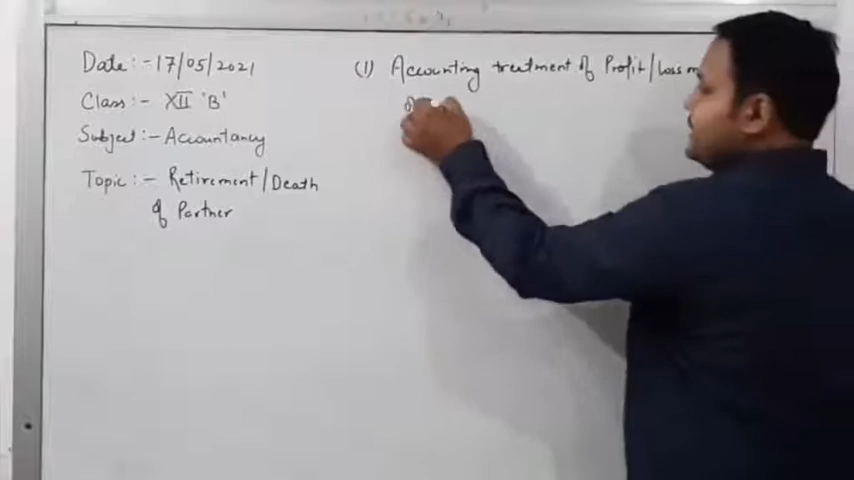 Date :- 17/05/2021
Class :- XII 'B'
Subject :- Accountancy
Topic :- Retirement/Death
of Partner
(1) Accounting treatment of Profit/Loss